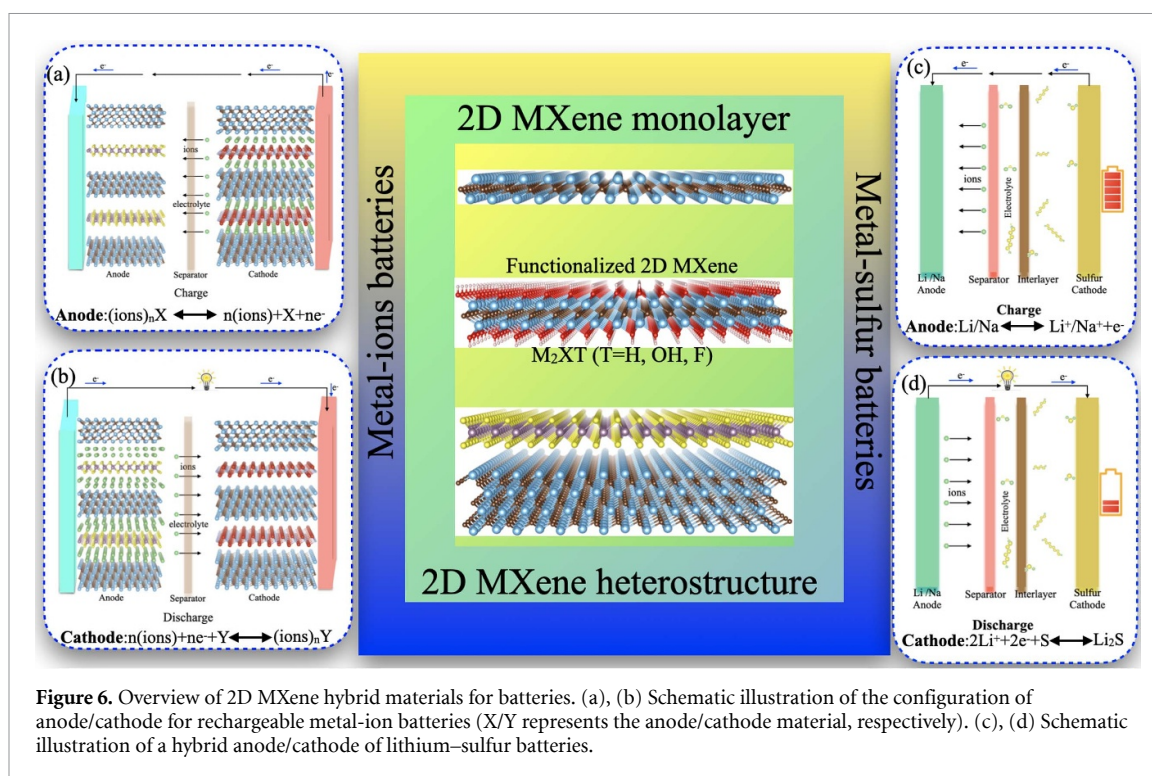 (a)
e-
e-
e-
ions
electrolyte
Anode
Separator
Cathode
Charge
Anode:(ions)ₙX ⟷ n(ions)+X+ne⁻
(b)
e-
e-
e-
ions
electrolyte
Anode
Separator
Cathode
Discharge
Cathode:n(ions)+ne⁻+Y⟷(ions)ₙY
Metal-ions batteries
2D MXene monolayer
Functionalized 2D MXene
M₂XT (T=H, OH, F)
2D MXene heterostructure
Metal-sulfur batteries
(c)
e-
e-
ions
Electrolyte
Li /Na
Anode
Separator
Interlayer
Sulfur
Cathode
Charge
Anode:Li/Na⟷Li⁺/Na⁺+e⁻
(d)
e-
e-
ions
Electrolyte
Li /Na
Anode
Separator
Interlayer
Sulfur
Cathode
Discharge
Cathode:2Li⁺+2e⁻+S⟷Li₂S
Figure 6. Overview of 2D MXene hybrid materials for batteries. (a), (b) Schematic illustration of the configuration of
anode/cathode for rechargeable metal-ion batteries (X/Y represents the anode/cathode material, respectively). (c), (d) Schematic
illustration of a hybrid anode/cathode of lithium–sulfur batteries.